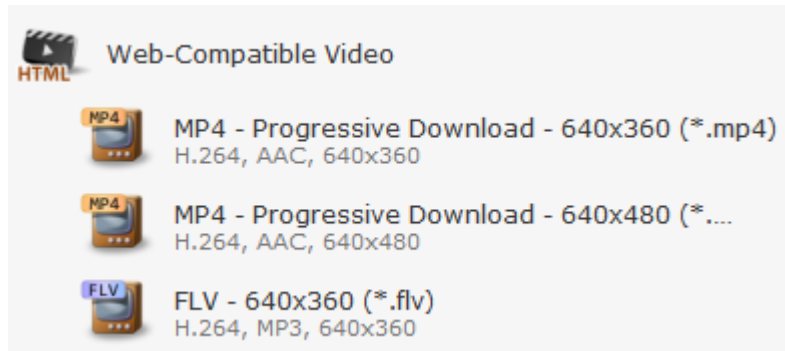 HTML
Web-Compatible Video
MP4
MP4 - Progressive Download - 640x360 (*.mp4)
H.264, AAC, 640x360
MP4
MP4 - Progressive Download - 640x480 (*....
H.264, AAC, 640x480
FLV
FLV - 640x360 (*.flv)
H.264, MP3, 640x360